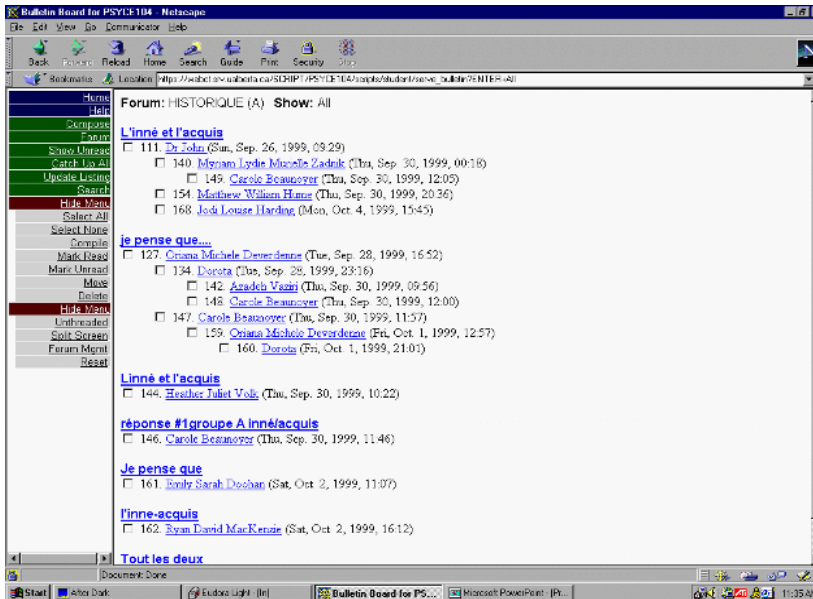 Bulletin Board for PSYCE104 - Netscape
File Edit View Go Communicator Help
Back Forward Reload Home Search Guide Print Security Stop
Bookmarks Location
Home
Help
Compose
Forum
Show Unread
Catch Up All
Update Listing
Search
Hide Menu
Select All
Select None
Compile
Mark Read
Mark Unread
Move
Delete
Hide Menu
Unthreaded
Split Screen
Forum Mgmt
Reset
Forum: HISTORIQUE (A) Show: All
L'inné et l'acquis
111. Dr John (Sun, Sep. 26, 1999, 09:29)
140. Myriam Lydie Murielle Zadnik (Thu, Sep. 30, 1999, 00:18)
149. Carole Beaunoyer (Thu, Sep. 30, 1999, 12:05)
154. Matthew William Hume (Thu, Sep. 30, 1999, 20:36)
168. Jodi Louise Harding (Mon, Oct. 4, 1999, 15:45)
je pense que....
127. Oriana Michele Deverdenne (Tue, Sep. 28, 1999, 16:52)
134. Dorota (Tue, Sep. 28, 1999, 23:16)
142. Azadeh Vaziri (Thu, Sep. 30, 1999, 09:56)
148. Carole Beaunoyer (Thu, Sep. 30, 1999, 12:00)
147. Carole Beaunoyer (Thu, Sep. 30, 1999, 11:57)
159. Oriana Michele Deverdenne (Fri, Oct. 1, 1999, 12:57)
160. Dorota (Fri, Oct. 1, 1999, 21:01)
Linné et l'acquis
144. Heather Juliet Volk (Thu, Sep. 30, 1999, 10:22)
réponse #1groupe A inné/acquis
146. Carole Beaunoyer (Thu, Sep. 30, 1999, 11:46)
Je pense que
161. Emily Sarah Doohan (Sat, Oct. 2, 1999, 11:07)
l'inne-acquis
162. Ryan David MacKenzie (Sat, Oct. 2, 1999, 16:12)
Tout les deux
Document: Done
Start After Dark Eudora Light - [In] Bulletin Board for PS... Microsoft PowerPoint - [Pr... 11:35 AM